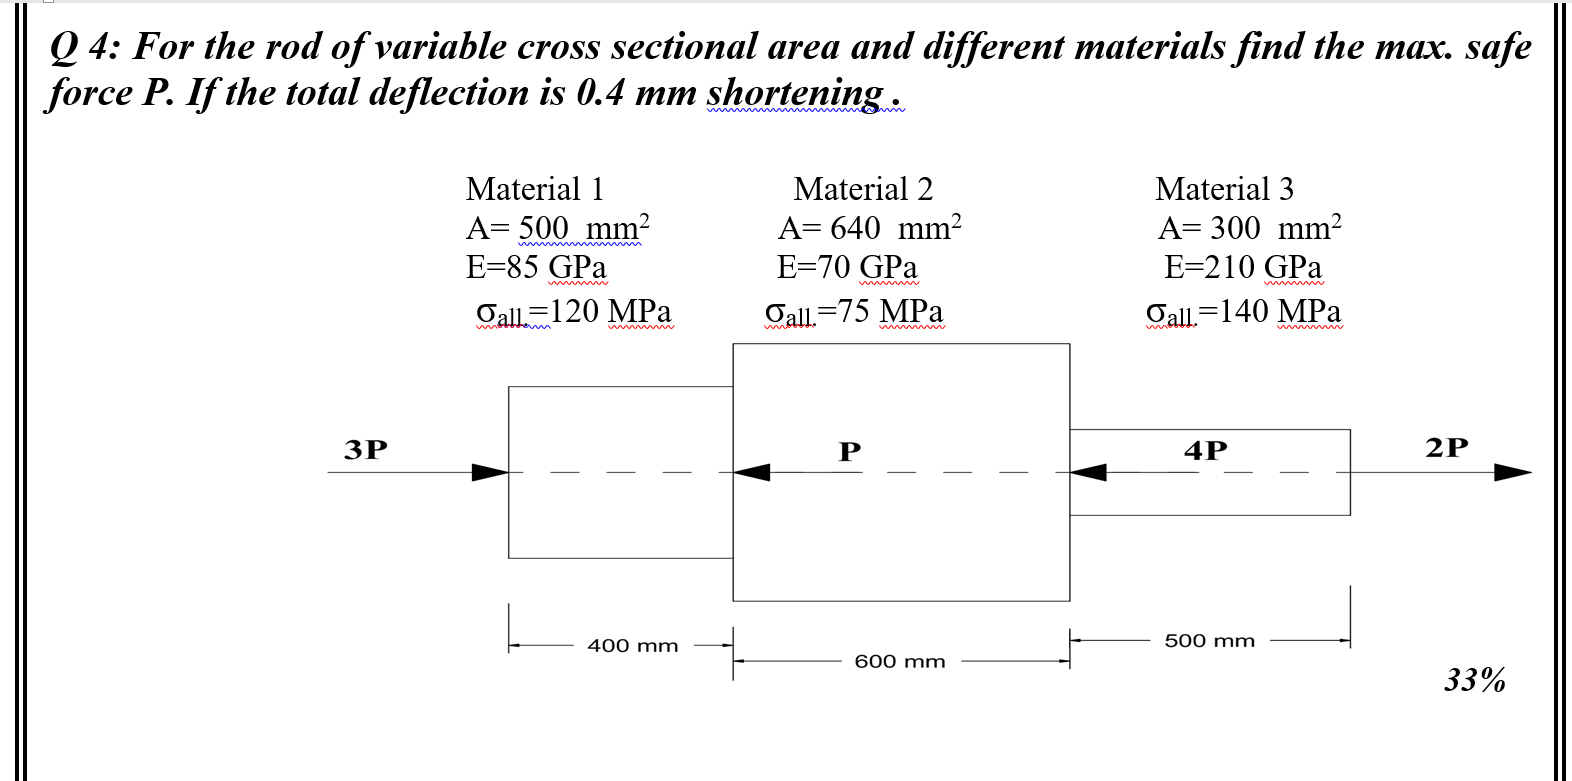 Q 4: For the rod of variable cross sectional area and different materials find the max. safe
force P. If the total deflection is 0.4 mm shortening .
Material 1
A= 500 mm²
E=85 GPa
σall.=120 MPa
Material 2
A= 640 mm²
E=70 GPa
σall.=75 MPa
Material 3
A= 300 mm²
E=210 GPa
σall.=140 MPa
3P
P
4P
2P
400 mm
600 mm
500 mm
33%